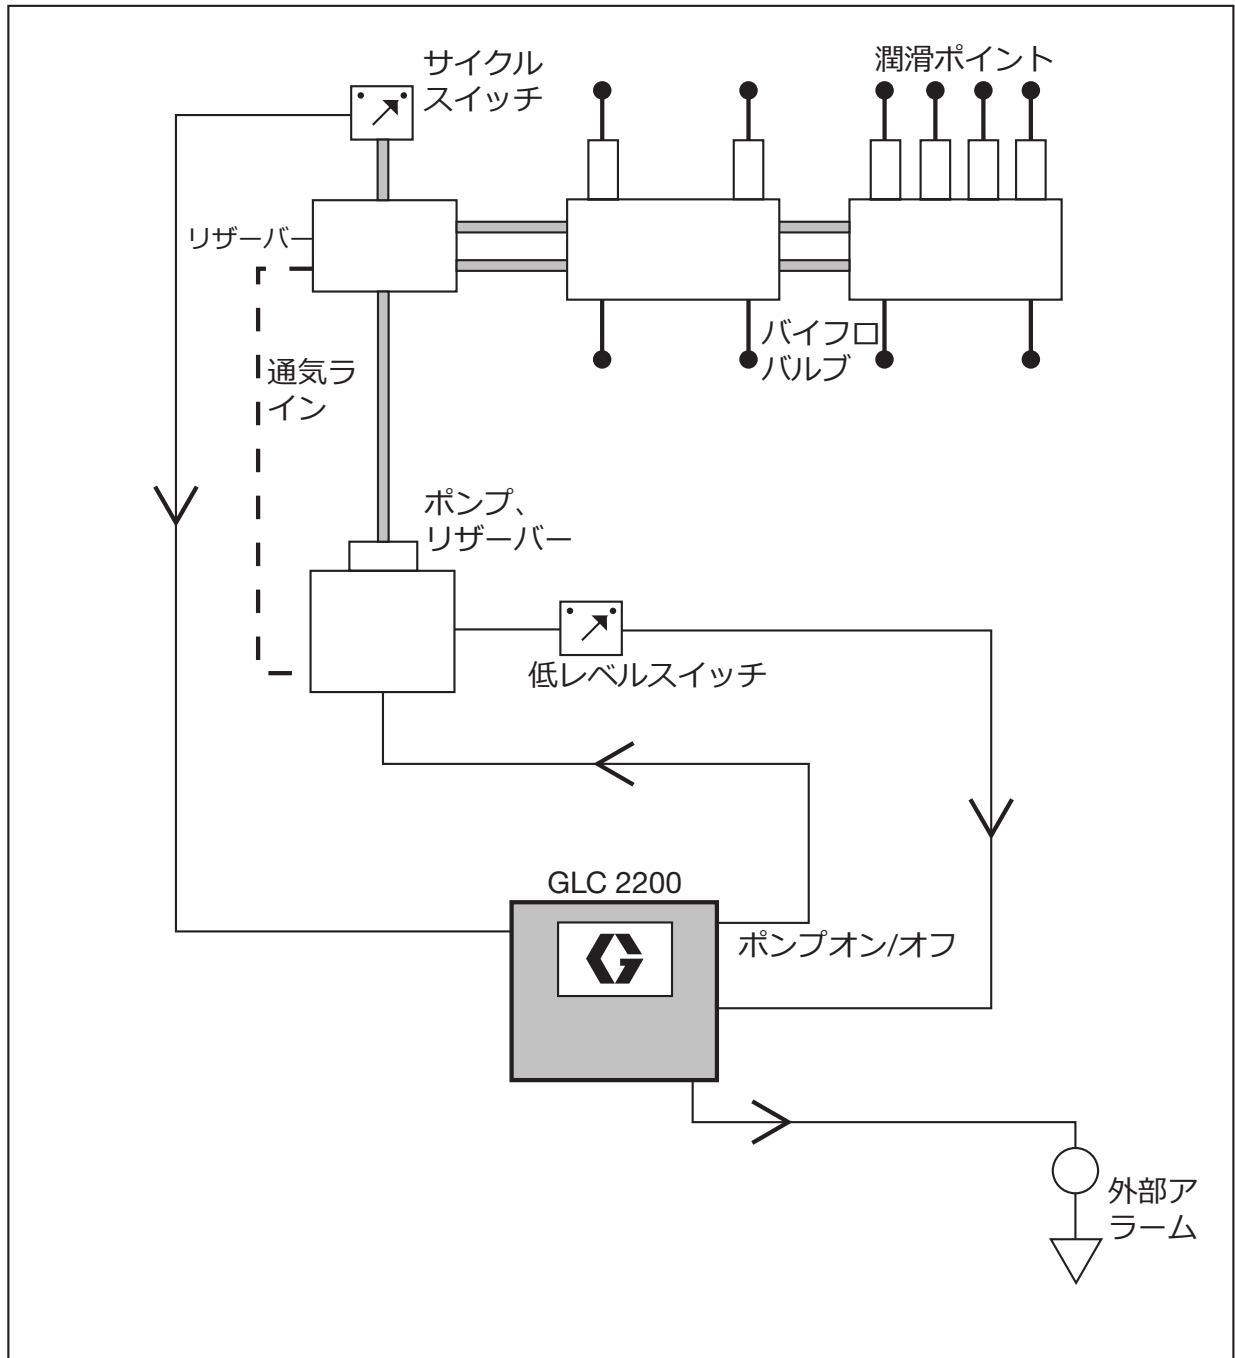 サイクル
スイッチ
潤滑ポイント
リザーバー
バイフロ
バルブ
通気ラ
イン
ポンプ、
リザーバー
低レベルスイッチ
GLC 2200
ポンプオン/オフ
外部ア
ラーム